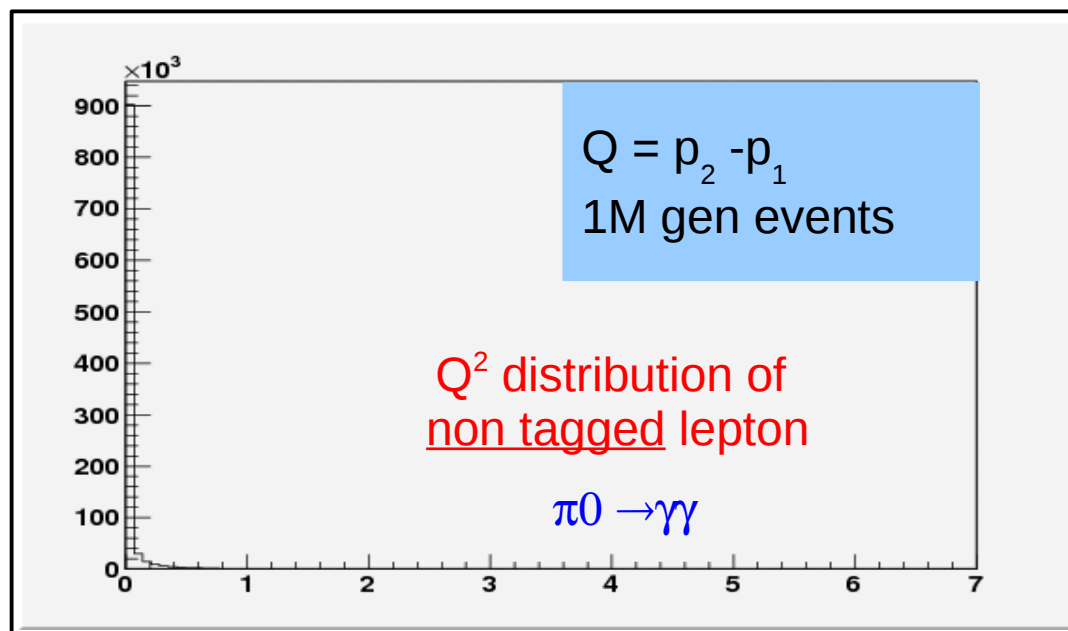 ×10³
900
800
700
600
500
400
300
200
100
0
Q = p₂ -p₁
1M gen events
Q² distribution of
non tagged lepton
π0 →γγ
0 1 2 3 4 5 6 7